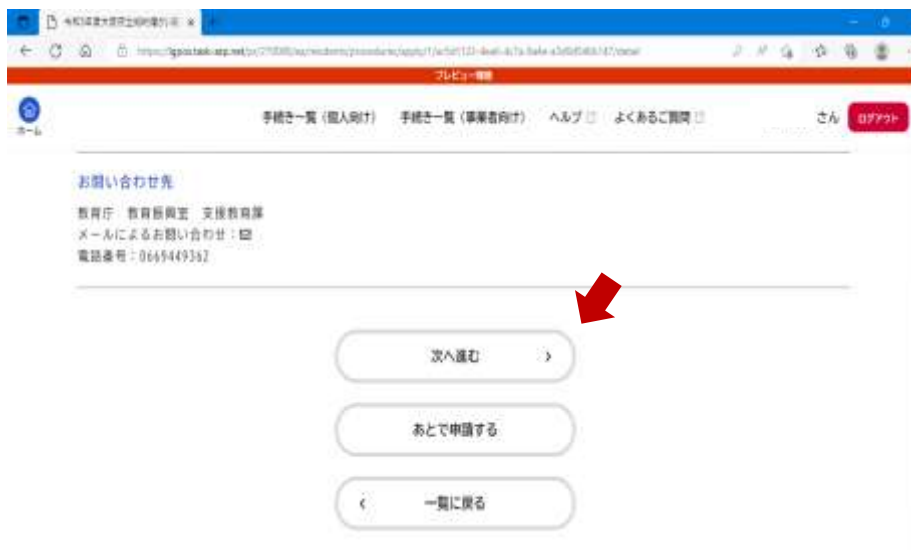 プレビュー機能
ホーム
手続き一覧（個人向け） 手続き一覧（事業者向け） ヘルプ よくあるご質問 さん ログアウト
お問い合わせ先
教育庁 教育振興室 支援教育課
メールによるお問い合わせ：
電話番号：0669449362
次へ進む
あとで申請する
一覧に戻る